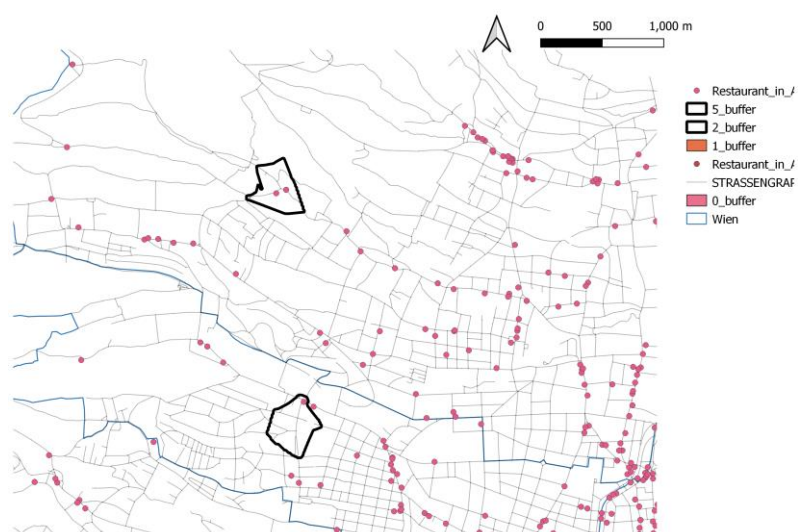 0 500 1,000 m
Restaurant_in_A
5_buffer
2_buffer
1_buffer
Restaurant_in_A
STRASSENGRAF
0_buffer
Wien